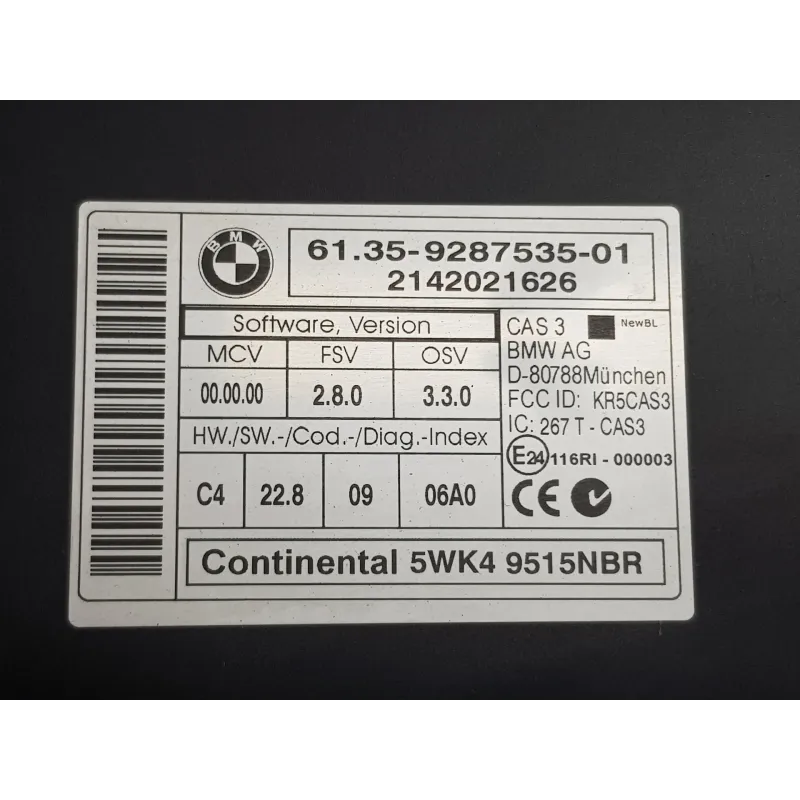 BMW
61.35-9287535-01
2142021626
Software, Version
MCV FSV OSV
00.00.00 2.8.0 3.3.0
HW./SW.-/Cod.-/Diag.-Index
C4 22.8 09 06A0
CAS 3 NewBL
BMW AG
D-80788München
FCC ID: KR5CAS3
IC: 267 T - CAS3
E24 116RI - 000003
CE
Continental 5WK4 9515NBR